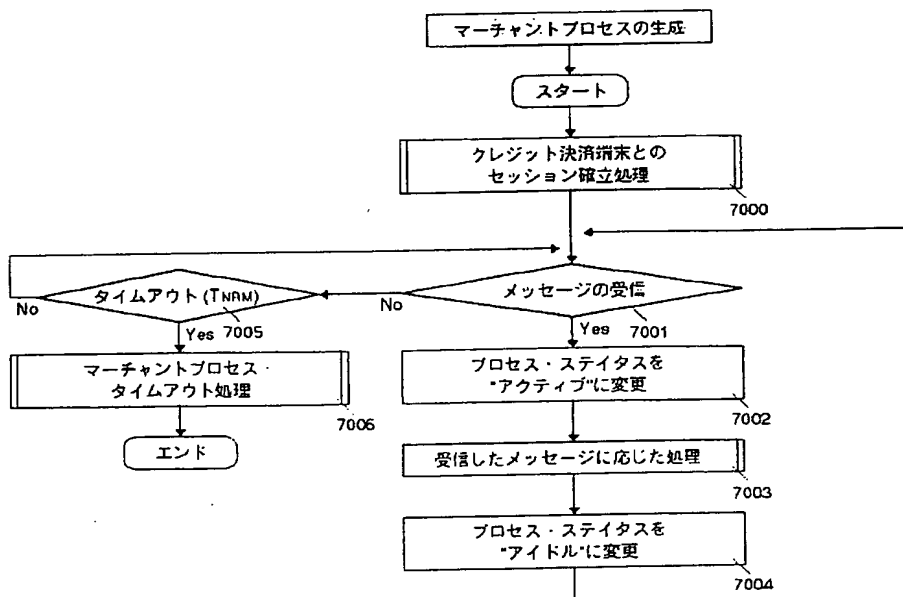 マーチャントプロセスの生成
スタート
クレジット決済端末との
セッション確立処理
7000
メッセージの受信
No
Yes
7001
タイムアウト(TNAM)
No
Yes
7005
マーチャントプロセス・
タイムアウト処理
7006
エンド
プロセス・ステイタスを
"アクティブ"に変更
7002
受信したメッセージに応じた処理
7003
プロセス・ステイタスを
"アイドル"に変更
7004